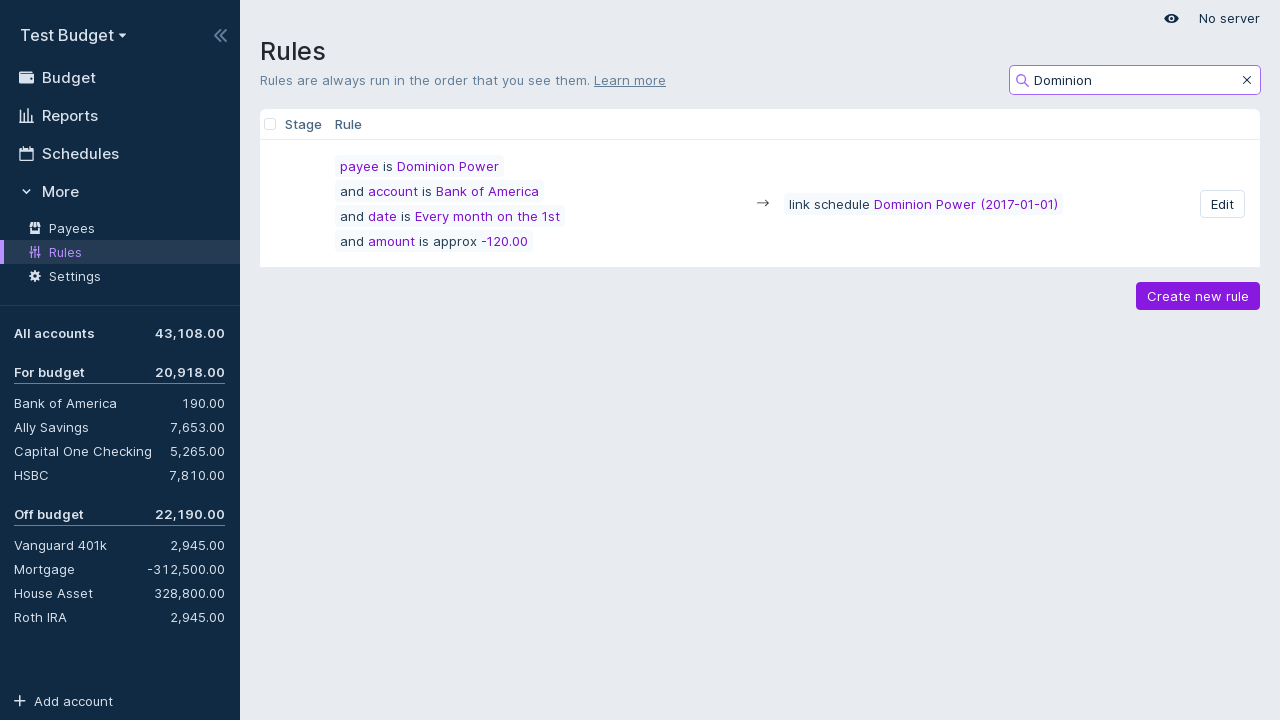 Test Budget
No server
Budget
Reports
Schedules
More
Payees
Rules
Settings
All accounts 43,108.00
For budget 20,918.00
Bank of America 190.00
Ally Savings 7,653.00
Capital One Checking 5,265.00
HSBC 7,810.00
Off budget 22,190.00
Vanguard 401k 2,945.00
Mortgage -312,500.00
House Asset 328,800.00
Roth IRA 2,945.00
Add account
Rules
Rules are always run in the order that you see them. Learn more
Dominion
Stage Rule
payee is Dominion Power
and account is Bank of America
and date is Every month on the 1st
and amount is approx -120.00
link schedule Dominion Power (2017-01-01)
Edit
Create new rule